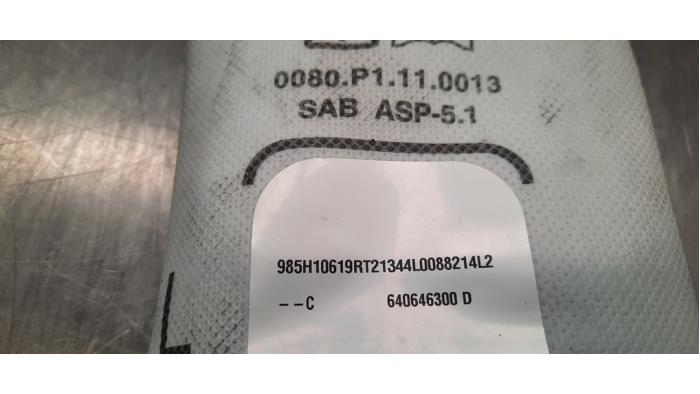 0080.P1.11.0013
SAB ASP-5.1
985H10619RT21344L0088214L2
--C 640646300 D